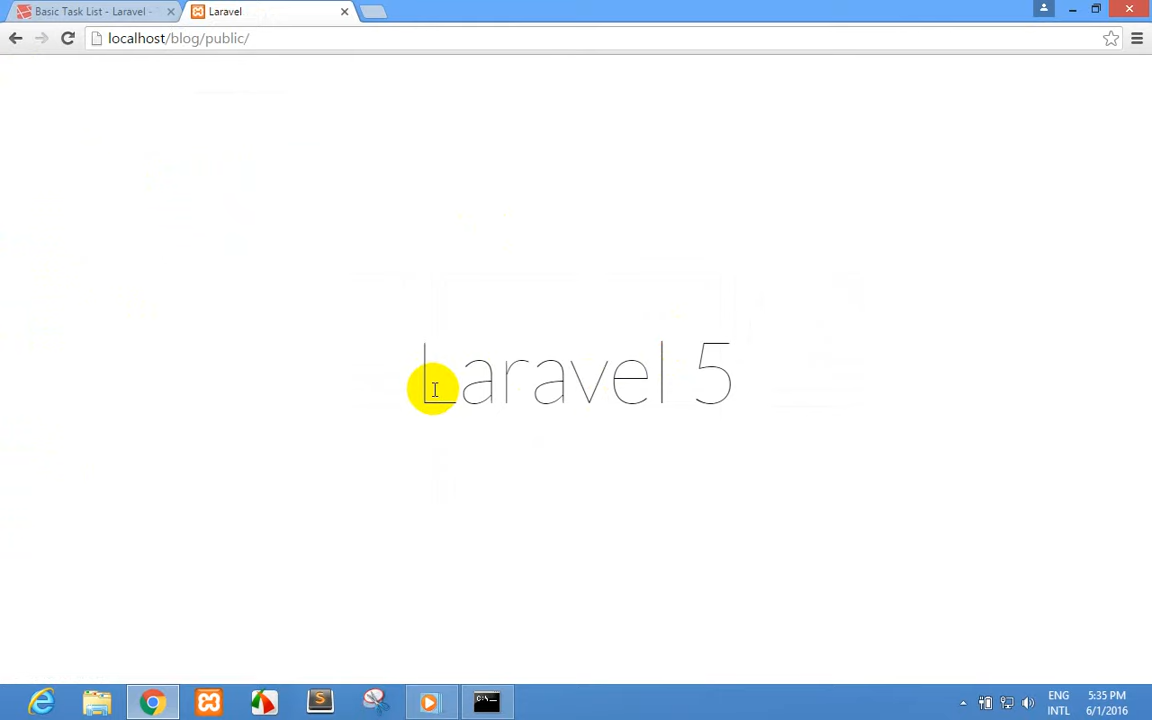 Basic Task List - Laravel -
Laravel
localhost/blog/public/
Laravel 5
ENG
INTL
5:35 PM
6/1/2016